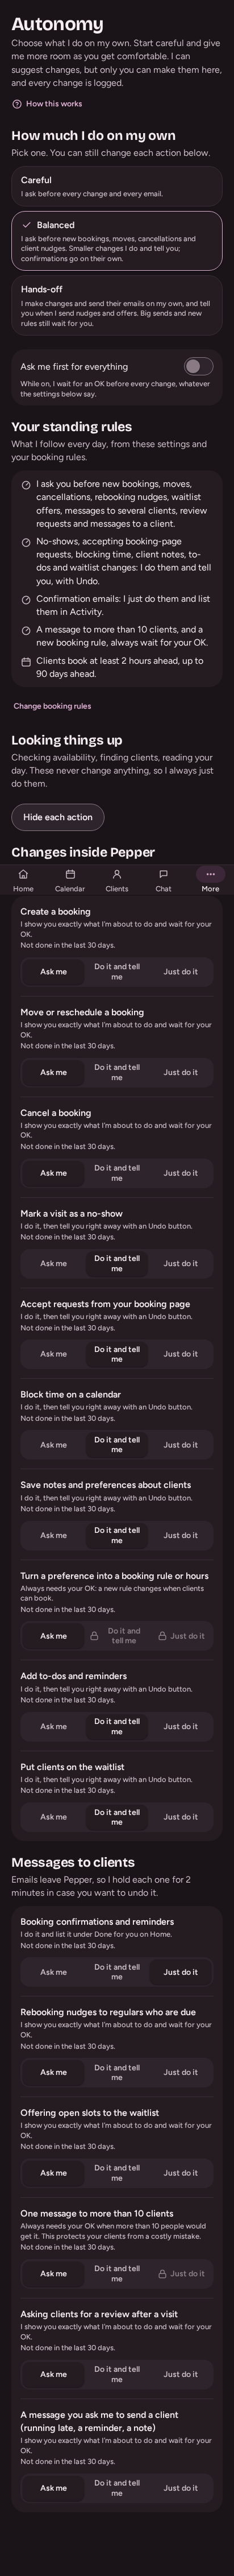 Autonomy
Choose what I do on my own. Start careful and give
me more room as you get comfortable. I can
suggest changes, but only you can make them here,
and every change is logged.
How this works
How much I do on my own
Pick one. You can still change each action below.
Careful
I ask before every change and every email.
Balanced
I ask before new bookings, moves, cancellations and
client nudges. Smaller changes I do and tell you;
confirmations go on their own.
Hands-off
I make changes and send their emails on my own, and tell
you when I send nudges and offers. Big sends and new
rules still wait for you.
Ask me first for everything
While on, I wait for an OK before every change, whatever
the settings below say.
Your standing rules
What I follow every day, from these settings and
your booking rules.
I ask you before new bookings, moves,
cancellations, rebooking nudges, waitlist
offers, messages to several clients, review
requests and messages to a client.
No-shows, accepting booking-page
requests, blocking time, client notes, to-
dos and waitlist changes: I do them and tell
you, with Undo.
Confirmation emails: I just do them and list
them in Activity.
A message to more than 10 clients, and a
new booking rule, always wait for your OK.
Clients book at least 2 hours ahead, up to
90 days ahead.
Change booking rules
Looking things up
Checking availability, finding clients, reading your
day. These never change anything, so I always just
do them.
Hide each action
Changes inside Pepper
Home
Calendar
Clients
Chat
More
Create a booking
I show you exactly what I'm about to do and wait for your
OK.
Not done in the last 30 days.
Ask me
Do it and tell
me
Just do it
Move or reschedule a booking
I show you exactly what I'm about to do and wait for your
OK.
Not done in the last 30 days.
Ask me
Do it and tell
me
Just do it
Cancel a booking
I show you exactly what I'm about to do and wait for your
OK.
Not done in the last 30 days.
Ask me
Do it and tell
me
Just do it
Mark a visit as a no-show
I do it, then tell you right away with an Undo button.
Not done in the last 30 days.
Ask me
Do it and tell
me
Just do it
Accept requests from your booking page
I do it, then tell you right away with an Undo button.
Not done in the last 30 days.
Ask me
Do it and tell
me
Just do it
Block time on a calendar
I do it, then tell you right away with an Undo button.
Not done in the last 30 days.
Ask me
Do it and tell
me
Just do it
Save notes and preferences about clients
I do it, then tell you right away with an Undo button.
Not done in the last 30 days.
Ask me
Do it and tell
me
Just do it
Turn a preference into a booking rule or hours
Always needs your OK: a new rule changes when clients
can book.
Not done in the last 30 days.
Ask me
Do it and
tell me
Just do it
Add to-dos and reminders
I do it, then tell you right away with an Undo button.
Not done in the last 30 days.
Ask me
Do it and tell
me
Just do it
Put clients on the waitlist
I do it, then tell you right away with an Undo button.
Not done in the last 30 days.
Ask me
Do it and tell
me
Just do it
Messages to clients
Emails leave Pepper, so I hold each one for 2
minutes in case you want to undo it.
Booking confirmations and reminders
I do it and list it under Done for you on Home.
Not done in the last 30 days.
Ask me
Do it and tell
me
Just do it
Rebooking nudges to regulars who are due
I show you exactly what I'm about to do and wait for your
OK.
Not done in the last 30 days.
Ask me
Do it and tell
me
Just do it
Offering open slots to the waitlist
I show you exactly what I'm about to do and wait for your
OK.
Not done in the last 30 days.
Ask me
Do it and tell
me
Just do it
One message to more than 10 clients
Always needs your OK when more than 10 people would
get it. This protects your clients from a costly mistake.
Not done in the last 30 days.
Ask me
Do it and tell
me
Just do it
Asking clients for a review after a visit
I show you exactly what I'm about to do and wait for your
OK.
Not done in the last 30 days.
Ask me
Do it and tell
me
Just do it
A message you ask me to send a client
(running late, a reminder, a note)
I show you exactly what I'm about to do and wait for your
OK.
Not done in the last 30 days.
Ask me
Do it and tell
me
Just do it